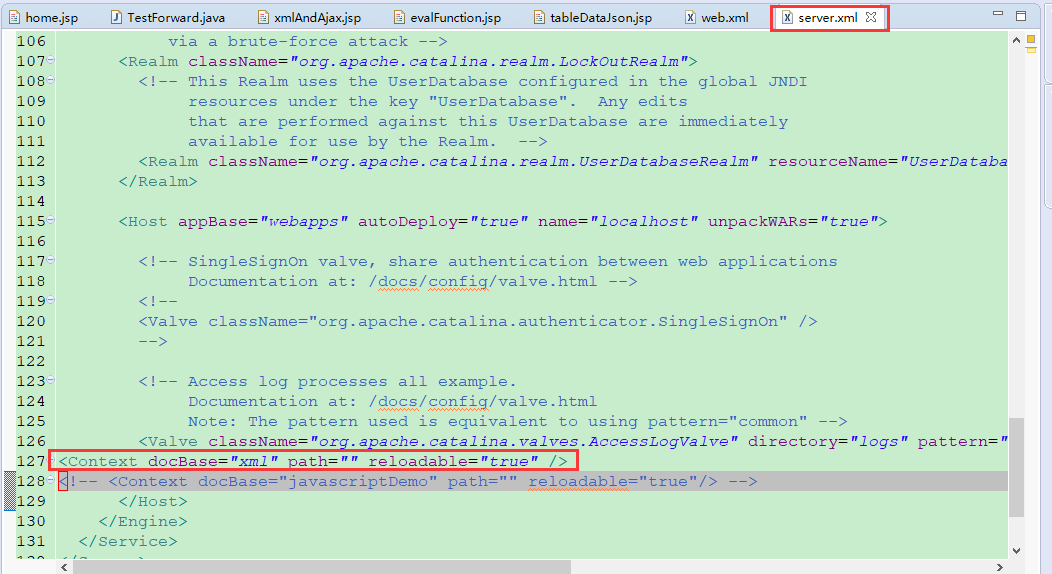 home.jsp TestForward.java xmlAndAjax.jsp evalFunction.jsp tableDataJson.jsp web.xml server.xml
106 via a brute-force attack -->
107 <Realm className="org.apache.catalina.realm.LockOutRealm">
108 <!-- This Realm uses the UserDatabase configured in the global JNDI
109 resources under the key "UserDatabase".  Any edits
110 that are performed against this UserDatabase are immediately
111 available for use by the Realm.  -->
112 <Realm className="org.apache.catalina.realm.UserDatabaseRealm" resourceName="UserDataba
113 </Realm>
114
115 <Host appBase="webapps" autoDeploy="true" name="localhost" unpackWARs="true">
116
117 <!-- SingleSignOn valve, share authentication between web applications
118 Documentation at: /docs/config/valve.html -->
119 <!--
120 <Valve className="org.apache.catalina.authenticator.SingleSignOn" />
121 -->
122
123 <!-- Access log processes all example.
124 Documentation at: /docs/config/valve.html
125 Note: The pattern used is equivalent to using pattern="common" -->
126 <Valve className="org.apache.catalina.valves.AccessLogValve" directory="logs" pattern="
127 <Context docBase="xml" path="" reloadable="true" />
128 <!-- <Context docBase="javascriptDemo" path="" reloadable="true"/> -->
129 </Host>
130 </Engine>
131 </Service>